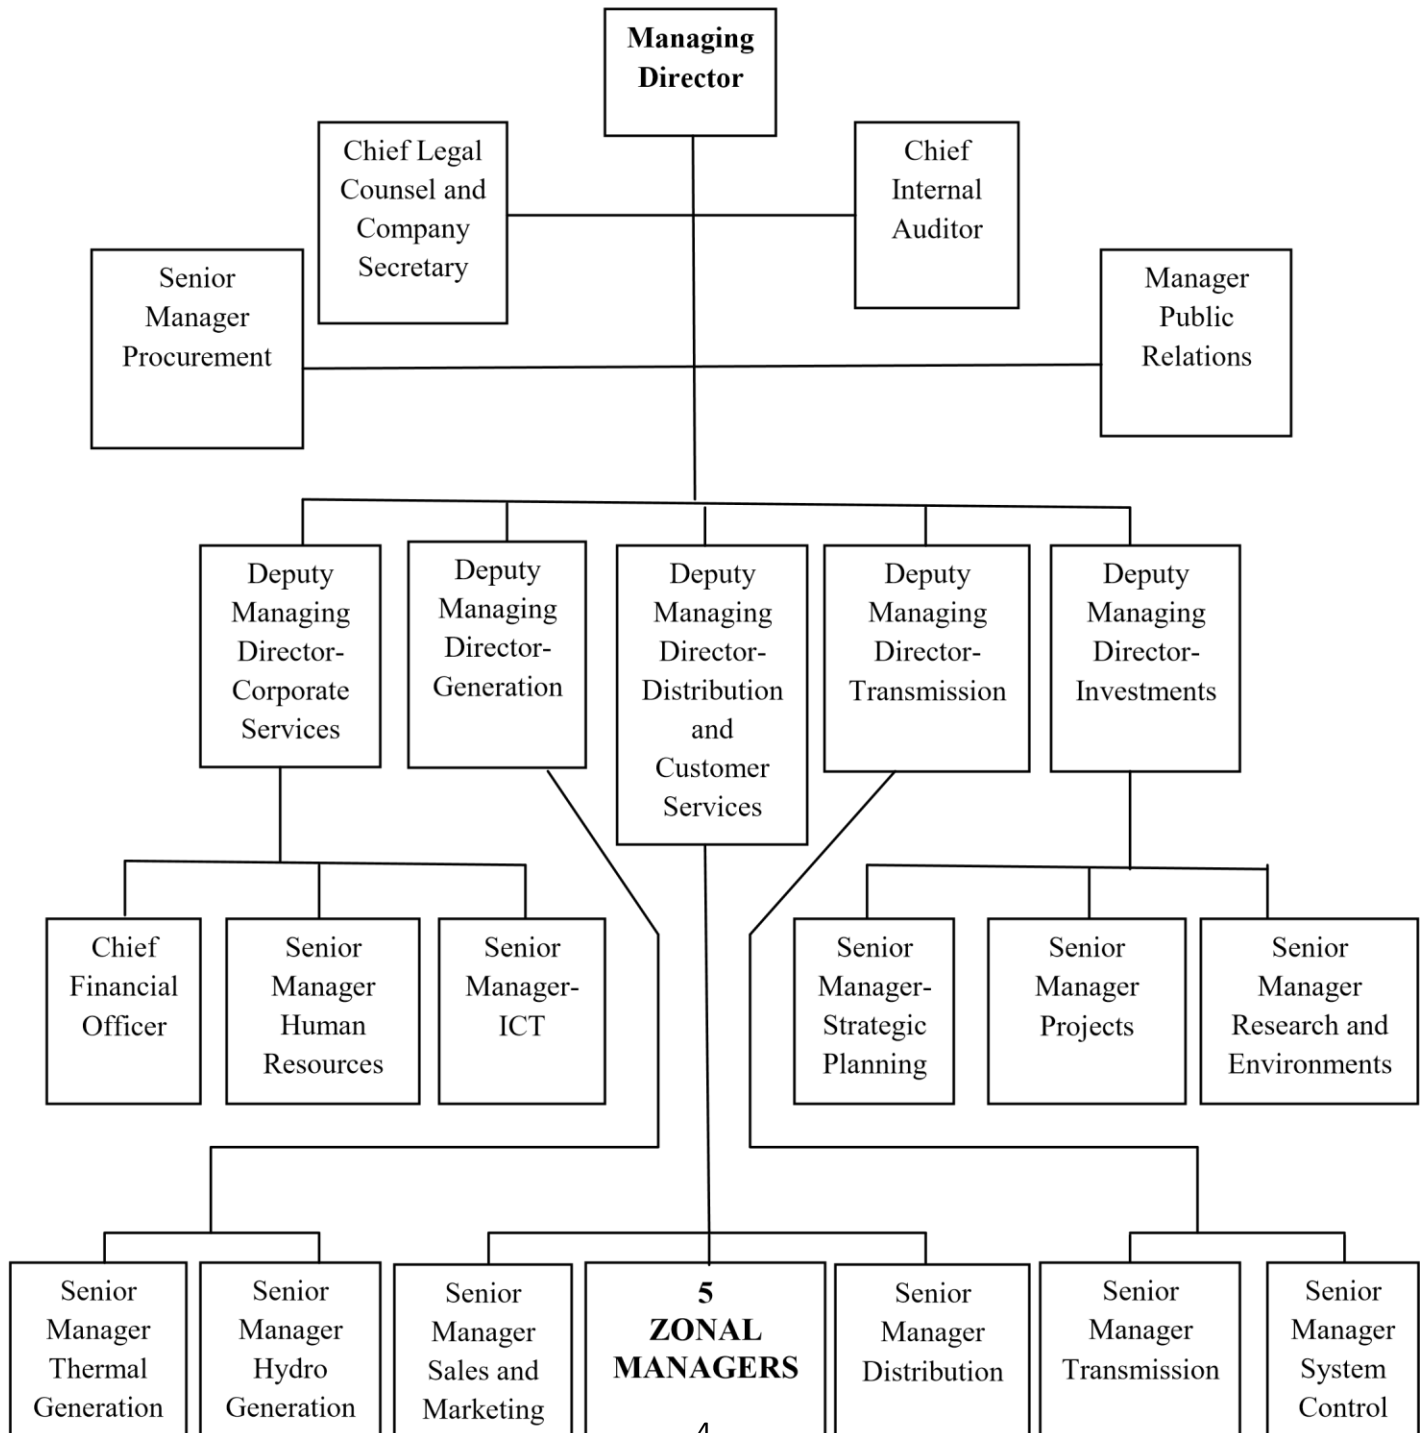 Managing
Director
Chief Legal
Counsel and
Company
Secretary
Chief
Internal
Auditor
Senior
Manager
Procurement
Manager
Public
Relations
Deputy
Managing
Director-
Corporate
Services
Deputy
Managing
Director-
Generation
Deputy
Managing
Director-
Distribution
and
Customer
Services
Deputy
Managing
Director-
Transmission
Deputy
Managing
Director-
Investments
Chief
Financial
Officer
Senior
Manager
Human
Resources
Senior
Manager-
ICT
Senior
Manager-
Strategic
Planning
Senior
Manager
Projects
Senior
Manager
Research and
Environments
Senior
Manager
Thermal
Generation
Senior
Manager
Hydro
Generation
Senior
Manager
Sales and
Marketing
5
ZONAL
MANAGERS
4
Senior
Manager
Distribution
Senior
Manager
Transmission
Senior
Manager
System
Control